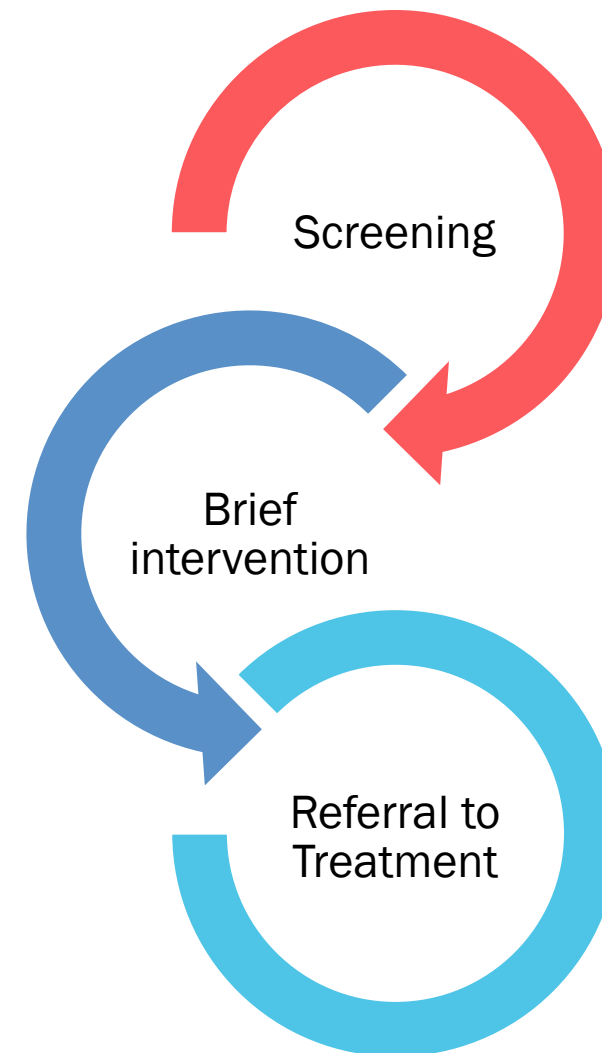 Screening
Brief
intervention
Referral to
Treatment